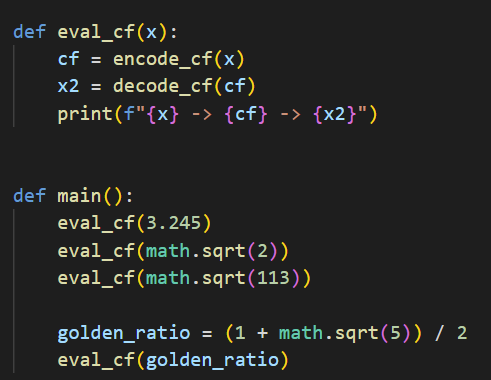 def eval_cf(x):
    cf = encode_cf(x)
    x2 = decode_cf(cf)
    print(f"{x} -> {cf} -> {x2}")
def main():
    eval_cf(3.245)
    eval_cf(math.sqrt(2))
    eval_cf(math.sqrt(113))
    golden_ratio = (1 + math.sqrt(5)) / 2
    eval_cf(golden_ratio)